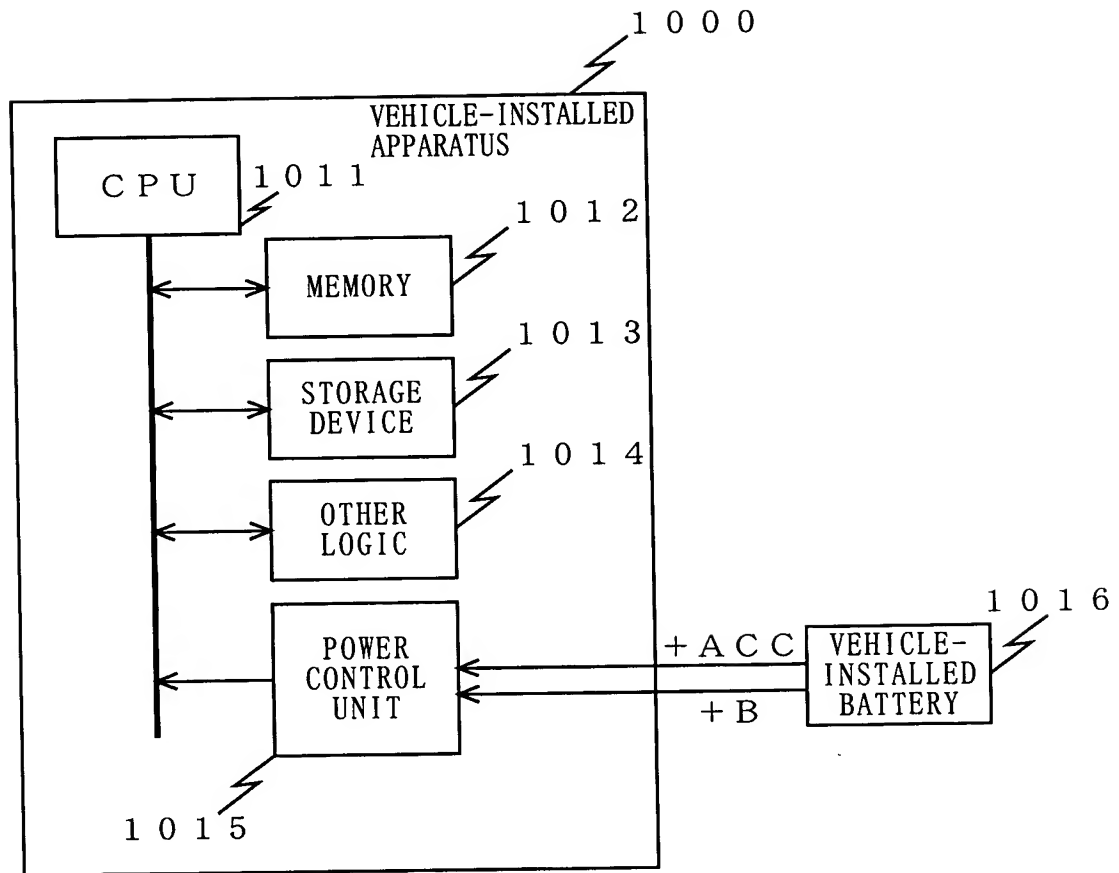 1000
VEHICLE-INSTALLED
APPARATUS
CPU
1011
1012
MEMORY
1013
STORAGE
DEVICE
1014
OTHER
LOGIC
1016
POWER
CONTROL
UNIT
+ACC
+B
VEHICLE-
INSTALLED
BATTERY
1015